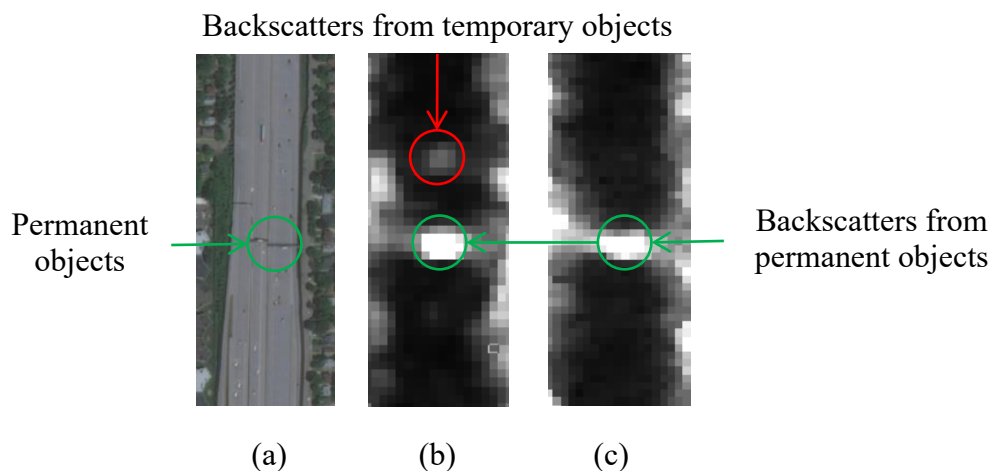 Backscatters from temporary objects
Permanent
objects
Backscatters from
permanent objects
(a)
(b)
(c)